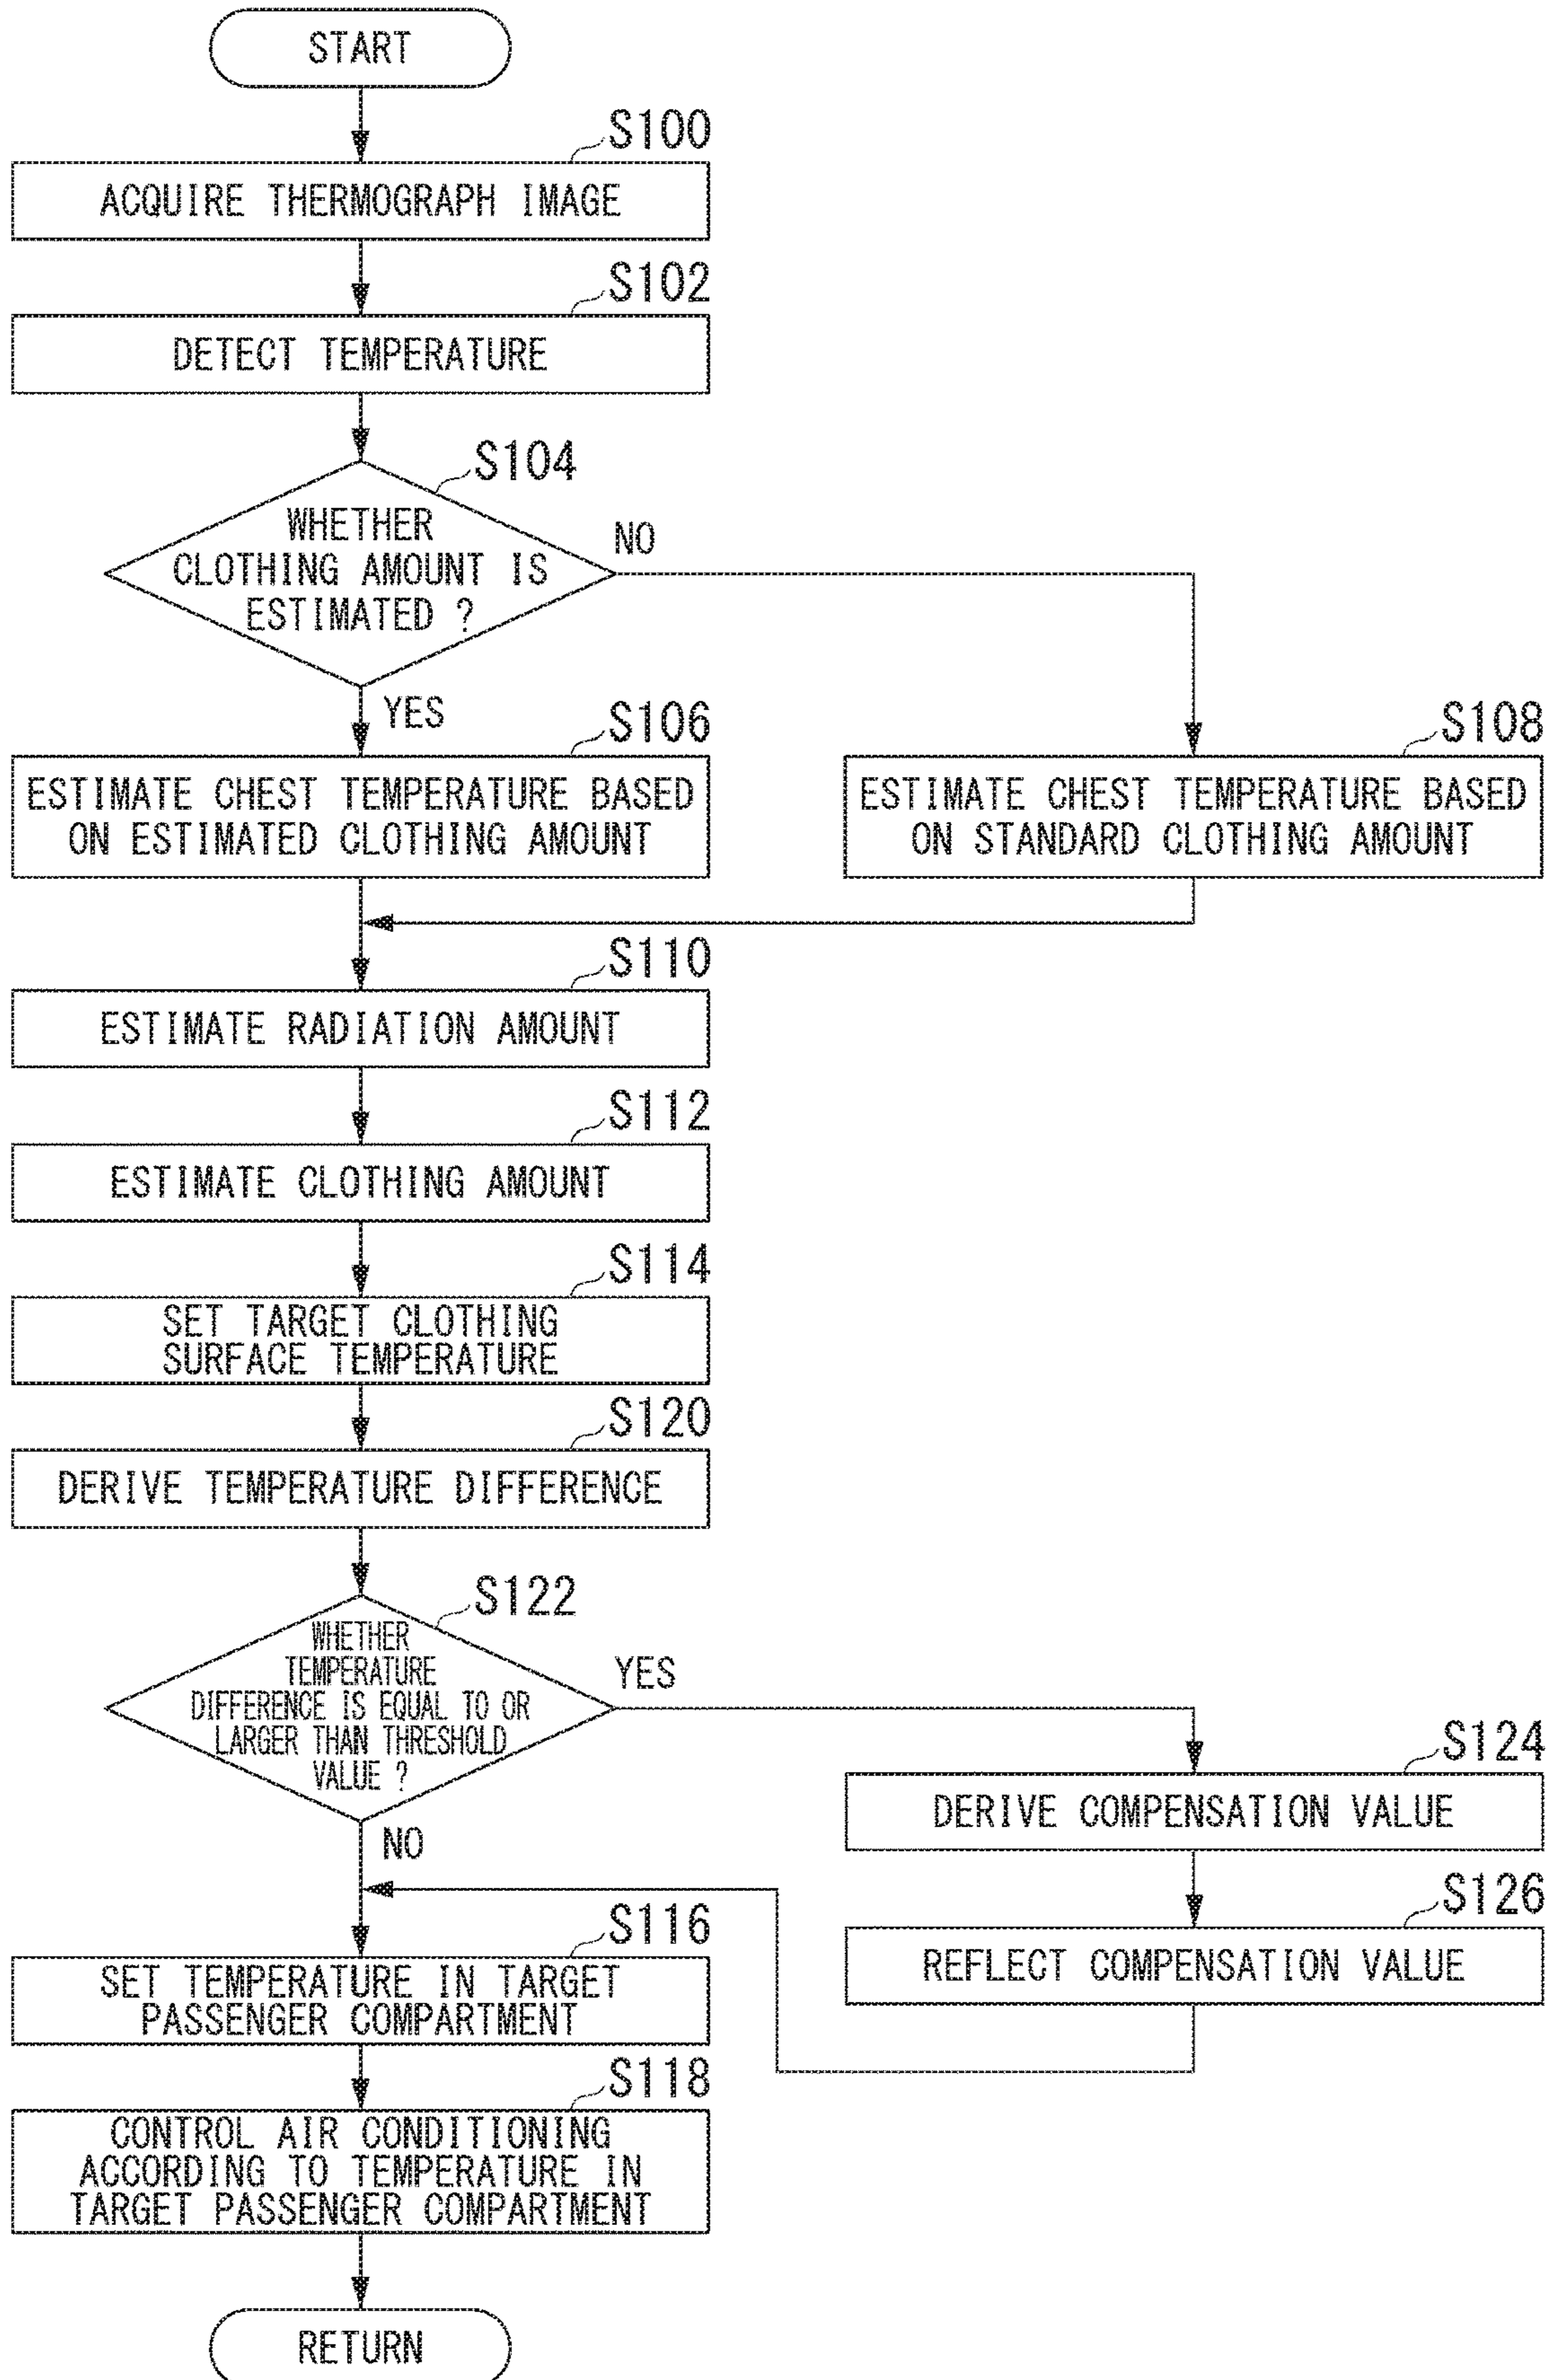 START
S100
ACQUIRE THERMOGRAPH IMAGE
S102
DETECT TEMPERATURE
S104
WHETHER
CLOTHING AMOUNT IS
ESTIMATED ?
NO
YES
S106
ESTIMATE CHEST TEMPERATURE BASED
ON ESTIMATED CLOTHING AMOUNT
S108
ESTIMATE CHEST TEMPERATURE BASED
ON STANDARD CLOTHING AMOUNT
S110
ESTIMATE RADIATION AMOUNT
S112
ESTIMATE CLOTHING AMOUNT
S114
SET TARGET CLOTHING
SURFACE TEMPERATURE
S120
DERIVE TEMPERATURE DIFFERENCE
S122
WHETHER
TEMPERATURE
DIFFERENCE IS EQUAL TO OR
LARGER THAN THRESHOLD
VALUE ?
YES
NO
S124
DERIVE COMPENSATION VALUE
S126
REFLECT COMPENSATION VALUE
S116
SET TEMPERATURE IN TARGET
PASSENGER COMPARTMENT
S118
CONTROL AIR CONDITIONING
ACCORDING TO TEMPERATURE IN
TARGET PASSENGER COMPARTMENT
RETURN